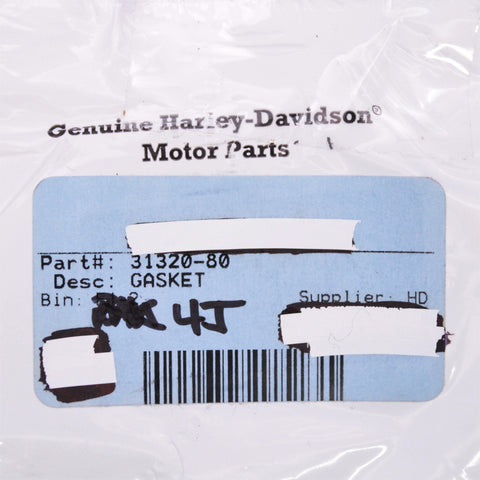 Genuine Harley-Davidson®
Motor Parts
Part#: 31320-80
Desc: GASKET
Bin: 4J
Supplier: HD